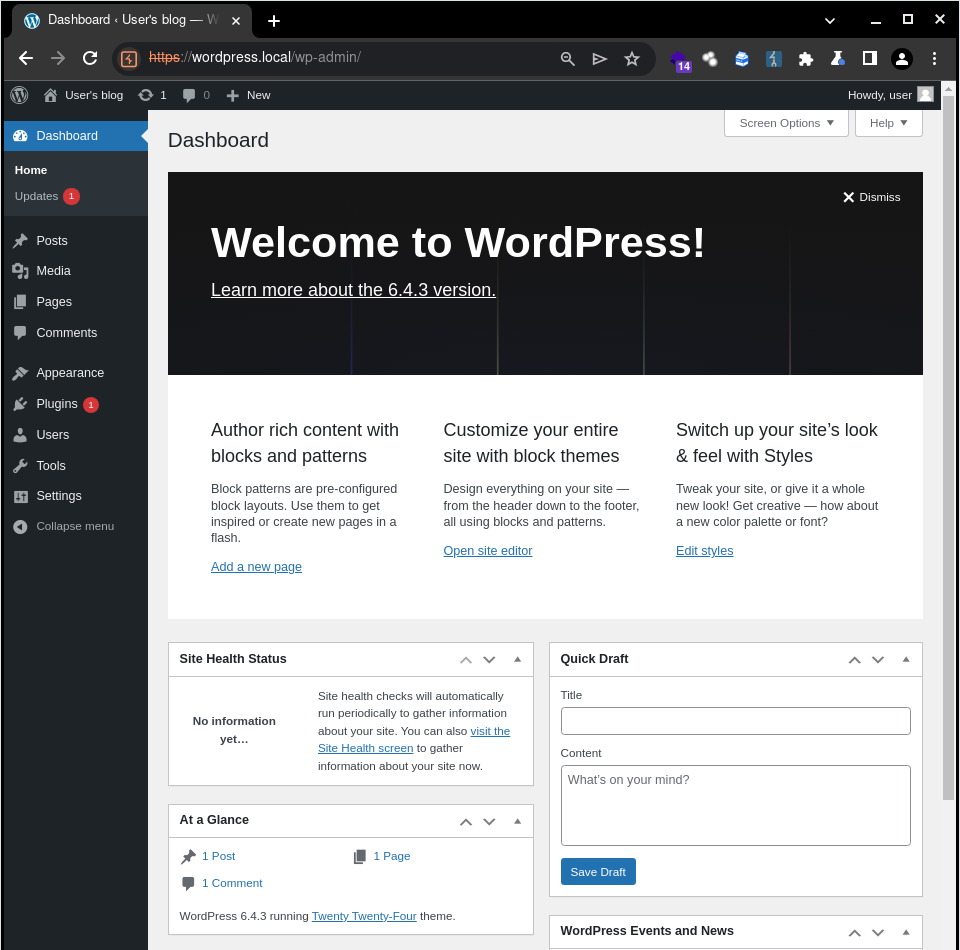 Dashboard ‹ User's blog — W
https://wordpress.local/wp-admin/
14
User's blog
1
0
New
Howdy, user
Dashboard
Home
Updates 1
Posts
Media
Pages
Comments
Appearance
Plugins 1
Users
Tools
Settings
Collapse menu
Screen Options
Help
Dashboard
Dismiss
Welcome to WordPress!
Learn more about the 6.4.3 version.
Author rich content with
blocks and patterns
Block patterns are pre-configured
block layouts. Use them to get
inspired or create new pages in a
flash.
Add a new page
Customize your entire
site with block themes
Design everything on your site —
from the header down to the footer,
all using blocks and patterns.
Open site editor
Switch up your site’s look
& feel with Styles
Tweak your site, or give it a whole
new look! Get creative — how about
a new color palette or font?
Edit styles
Site Health Status
No information
yet…
Site health checks will automatically
run periodically to gather information
about your site. You can also visit the
Site Health screen to gather
information about your site now.
At a Glance
1 Post
1 Page
1 Comment
WordPress 6.4.3 running Twenty Twenty-Four theme.
Quick Draft
Title
Content
What’s on your mind?
Save Draft
WordPress Events and News